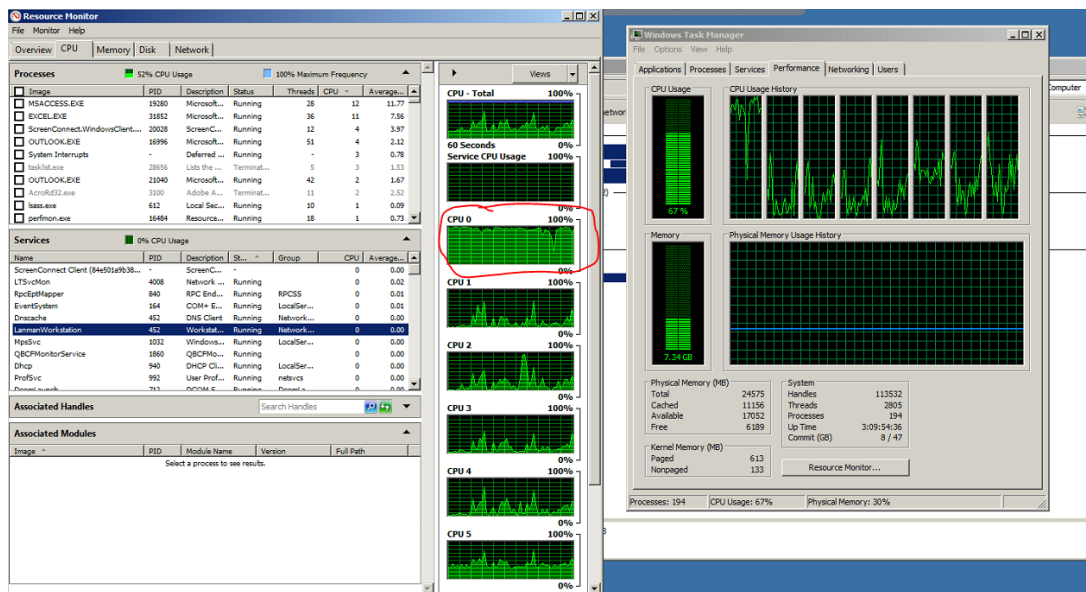 Resource Monitor
File Monitor Help
Overview CPU Memory Disk Network
Processes 52% CPU Usage 100% Maximum Frequency
Image PID Description Status Threads CPU Average...
MSACCESS.EXE 19280 Microsoft... Running 28 12 11.77
EXCEL.EXE 31852 Microsoft... Running 36 11 7.56
ScreenConnect.WindowsClient.... 20028 ScreenC... Running 12 4 3.97
OUTLOOK.EXE 16996 Microsoft... Running 51 4 2.12
System Interrupts - Deferred ... Running - 3 0.78
tasklist.exe 28656 Lists the ... Terminat... 5 3 1.53
OUTLOOK.EXE 21040 Microsoft... Running 42 2 1.67
AcroRd32.exe 3100 Adobe A... Terminat... 11 2 2.52
lsass.exe 612 Local Sec... Running 10 1 0.09
perfmon.exe 16484 Resource... Running 18 1 0.73
Services 0% CPU Usage
Name PID Description St... Group CPU Average...
ScreenConnect Client (84e501a9b38... - ScreenC... - 0 0.00
LTSvcMon 4008 Network ... Running 0 0.02
RpcEptMapper 840 RPC End... Running RPCSS 0 0.01
EventSystem 164 COM+ E... Running LocalSer... 0 0.01
Dnscache 452 DNS Client Running Network... 0 0.00
LanmanWorkstation 452 Workstat... Running Network... 0 0.00
MpsSvc 1032 Windows... Running LocalSer... 0 0.00
QBCFMonitorService 1860 QBCFMo... Running 0 0.00
Dhcp 940 DHCP Cl... Running LocalSer... 0 0.00
ProfSvc 992 User Prof... Running netsvcs 0 0.00
Associated Handles Search Handles
Associated Modules
Image PID Module Name Version Full Path
Select a process to see results.
Views
CPU - Total 100%
60 Seconds 0%
Service CPU Usage 100%
0%
CPU 0 100%
0%
CPU 1 100%
0%
CPU 2 100%
0%
CPU 3 100%
0%
CPU 4 100%
0%
CPU 5 100%
0%
Windows Task Manager
File Options View Help
Applications Processes Services Performance Networking Users
CPU Usage CPU Usage History
67 %
Memory Physical Memory Usage History
7.34 GB
Physical Memory (MB)
Total 24575
Cached 11156
Available 17052
Free 6189
Kernel Memory (MB)
Paged 613
Nonpaged 133
System
Handles 113532
Threads 2805
Processes 194
Up Time 3:09:54:36
Commit (GB) 8 / 47
Resource Monitor...
Processes: 194 CPU Usage: 67% Physical Memory: 30%
Computer